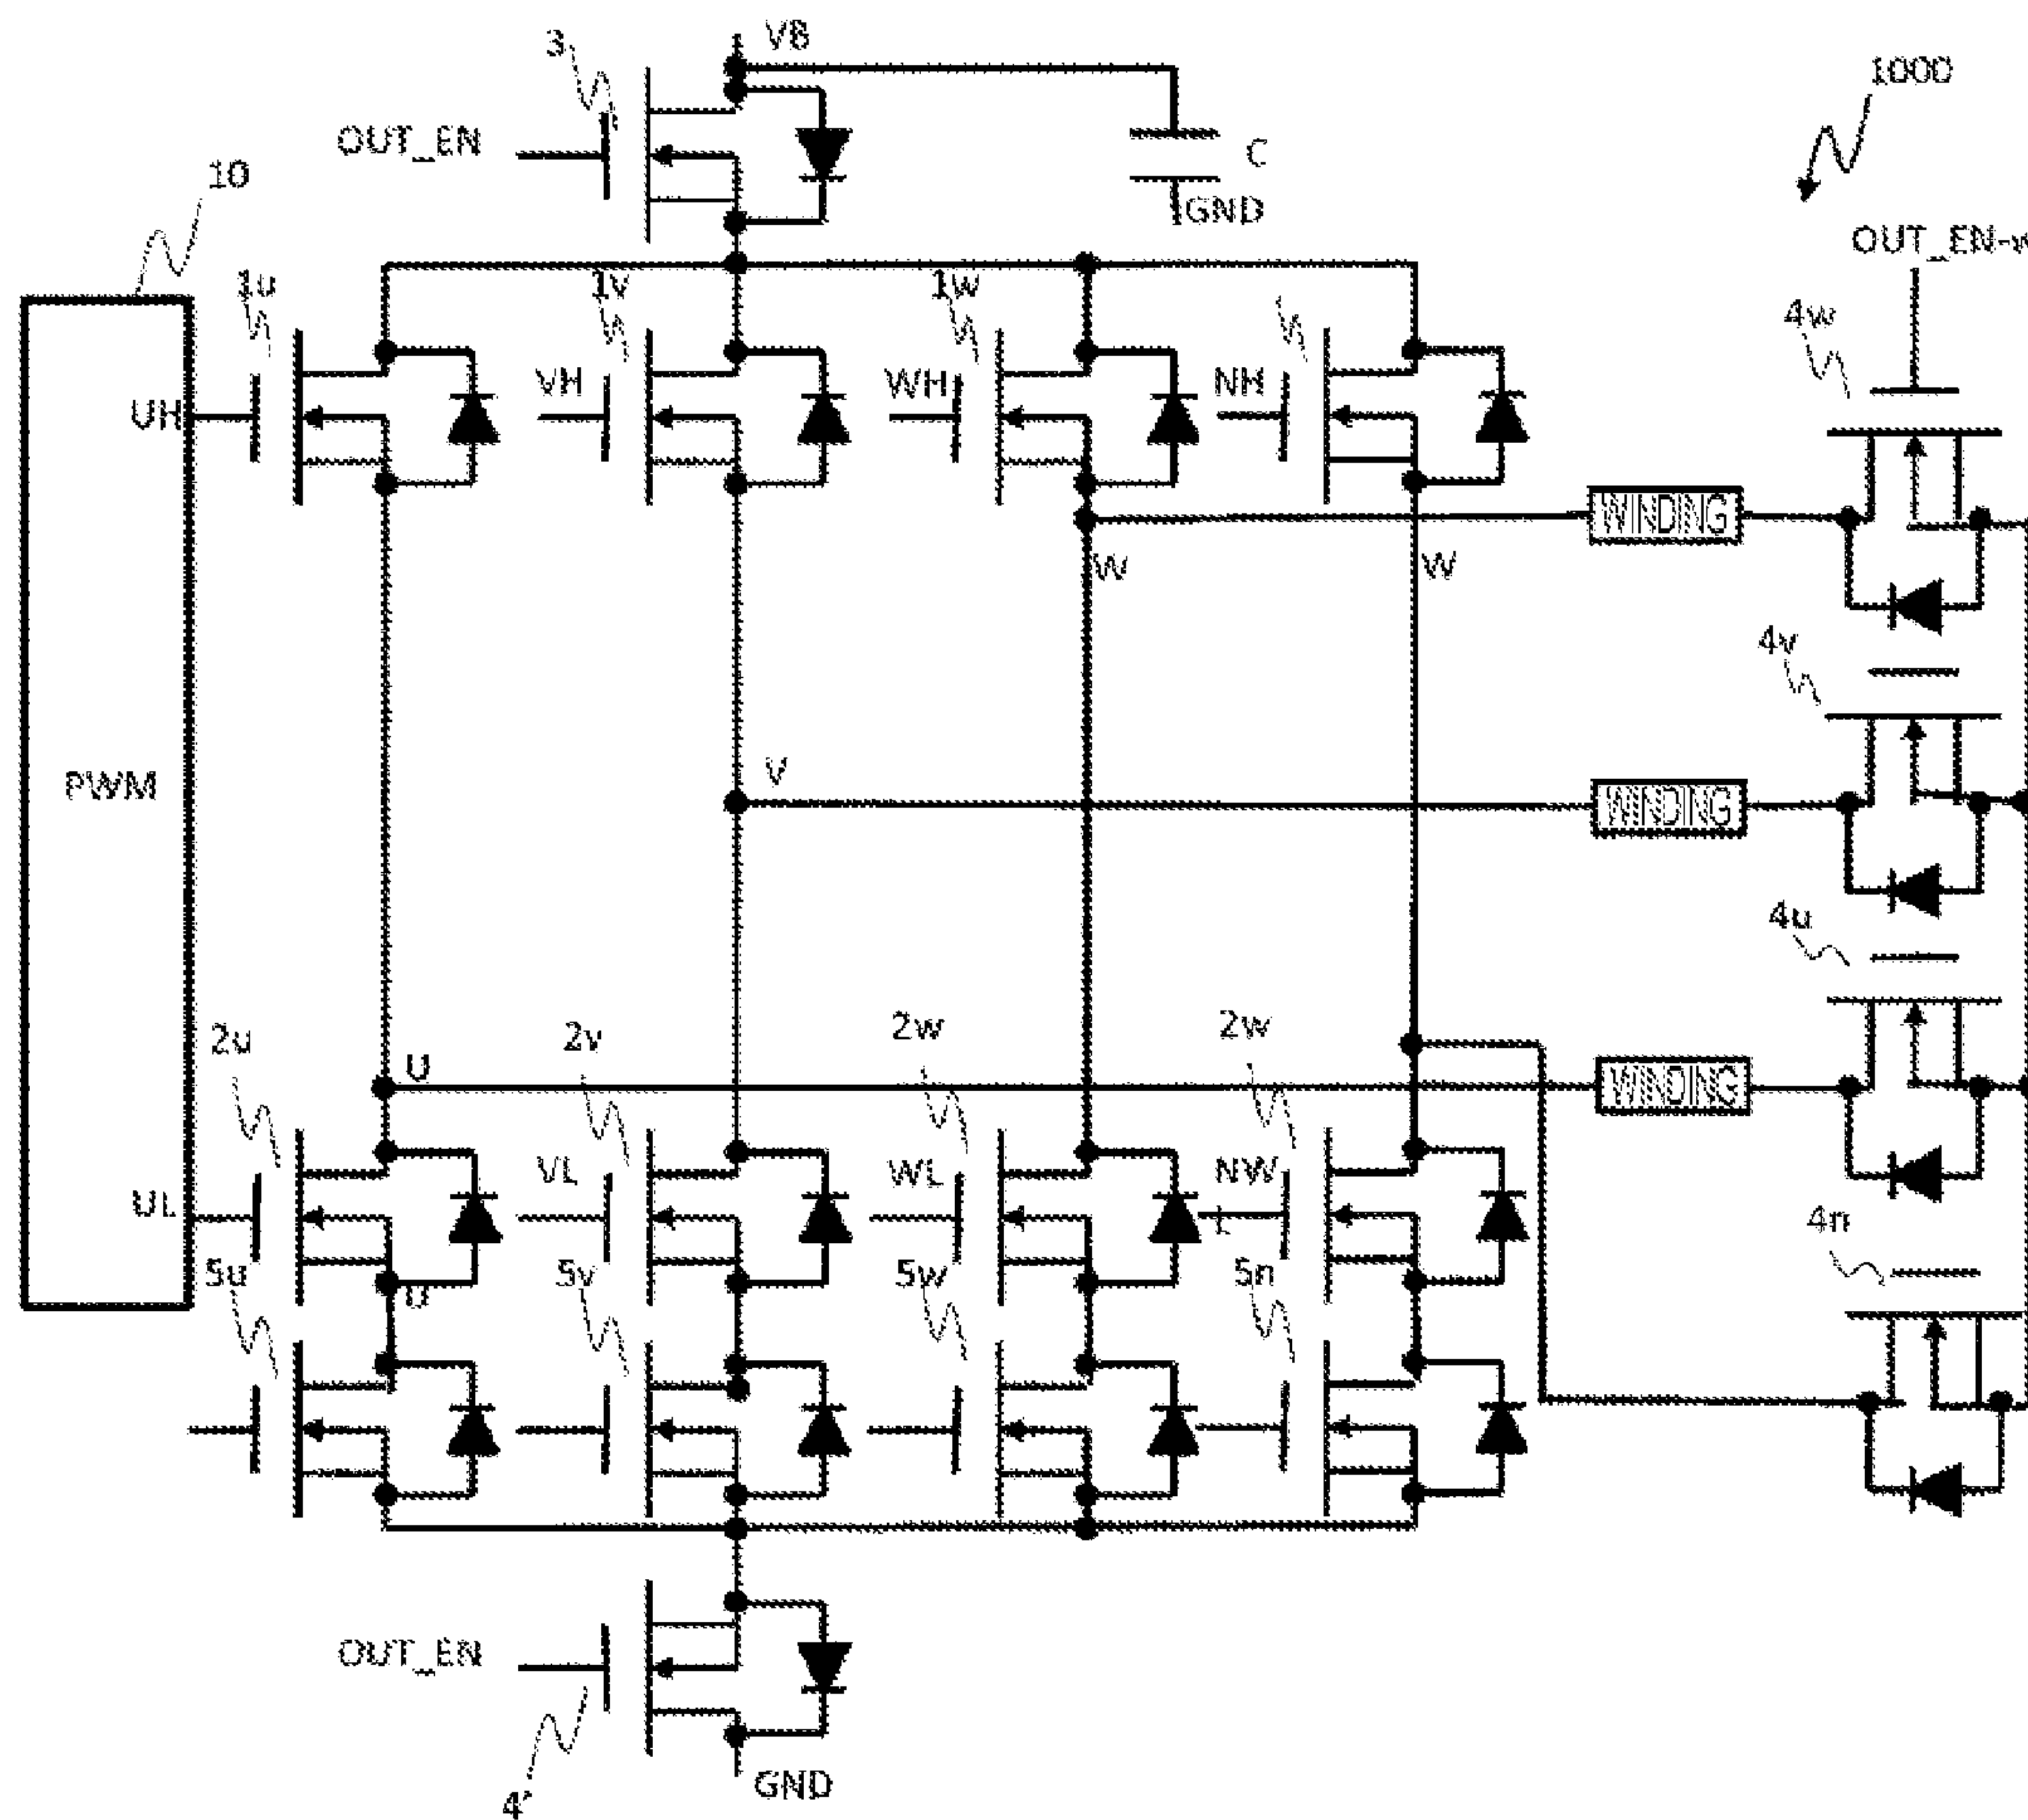 VB
3
1000
OUT_EN
C
10
GND
OUT_EN-w
1u
1v
1w
4w
UH
VH
WH
NH
WINDING
W
W
4v
V
PWM
WINDING
4u
2u
2v
2w
2w
U
WINDING
VL
WL
NW
UL
L
4n
5u
5v
5w
5n
U
OUT_EN
GND
4'